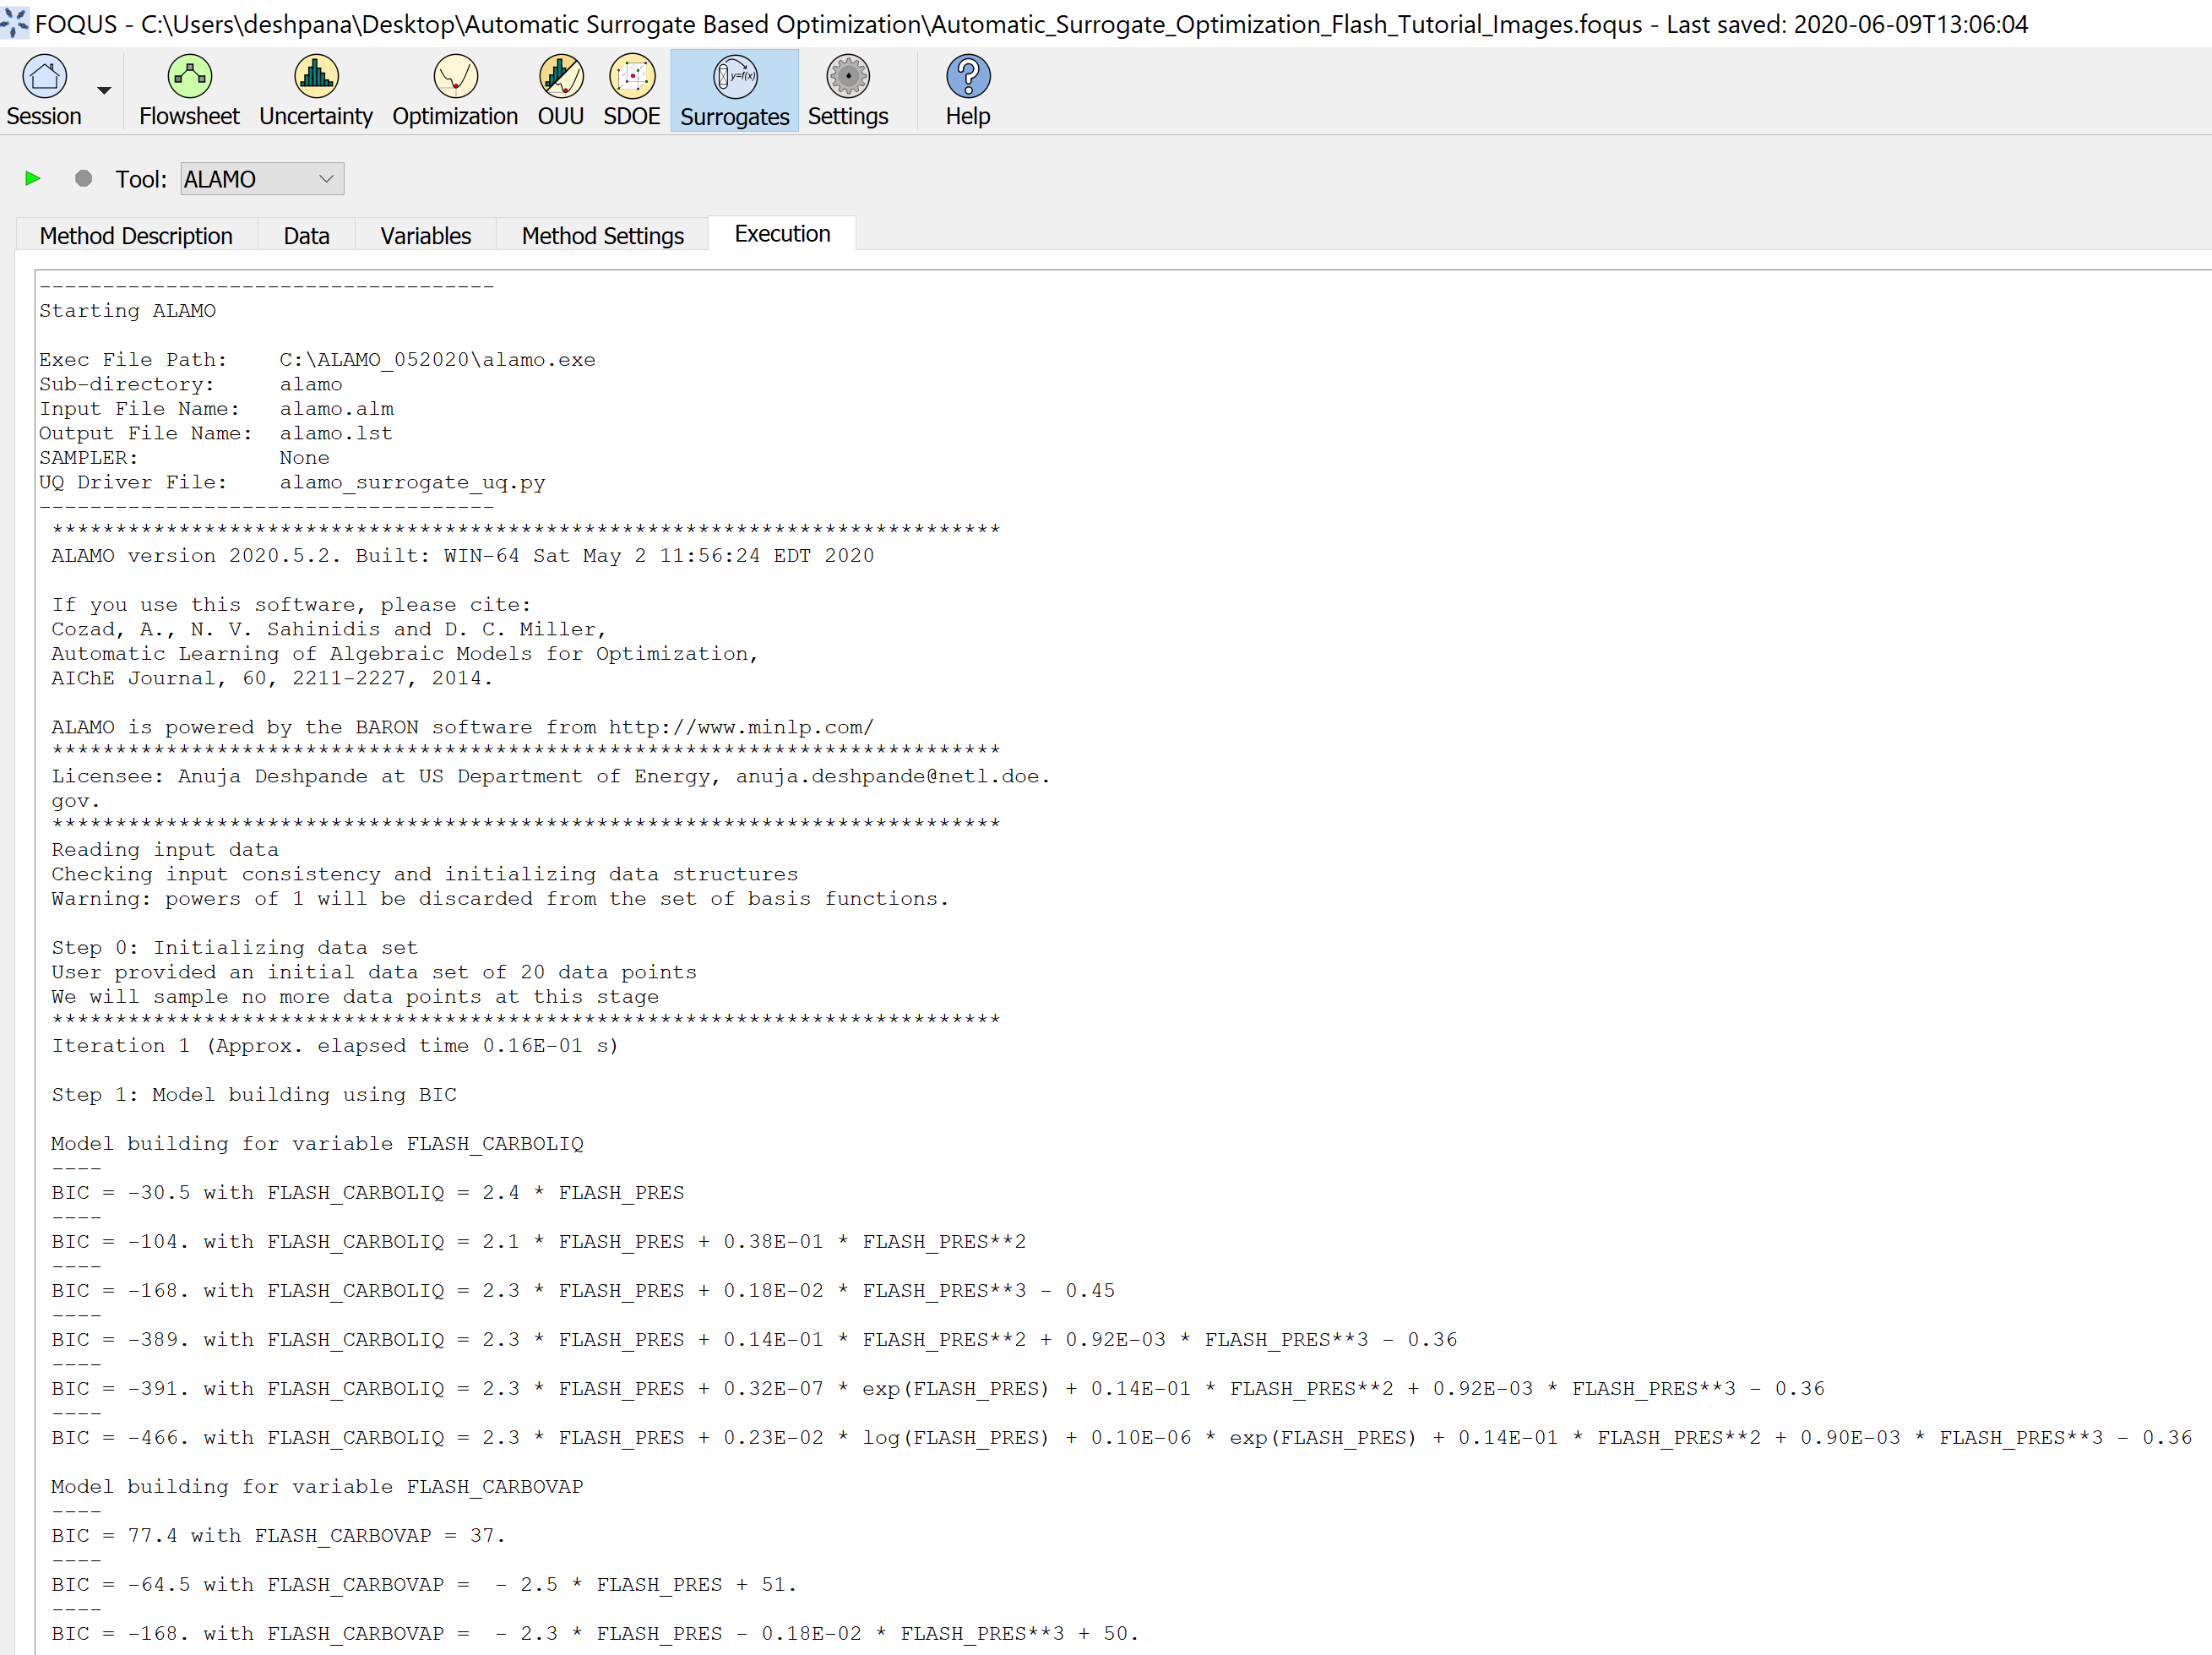 FOQUS - C:\Users\deshpana\Desktop\Automatic Surrogate Based Optimization\Automatic_Surrogate_Optimization_Flash_Tutorial_Images.foqus - Last saved: 2020-06-09T13:06:04
y=f(x)
Session Flowsheet Uncertainty Optimization OUU SDOE Surrogates Settings Help
Tool: ALAMO
Method Description Data Variables Method Settings Execution
------------------------------------
Starting ALAMO
Exec File Path: C:\ALAMO_052020\alamo.exe
Sub-directory: alamo
Input File Name: alamo.alm
Output File Name: alamo.lst
SAMPLER: None
UQ Driver File: alamo_surrogate_uq.py
------------------------------------
***************************************************************************
ALAMO version 2020.5.2. Built: WIN-64 Sat May 2 11:56:24 EDT 2020
If you use this software, please cite:
Cozad, A., N. V. Sahinidis and D. C. Miller,
Automatic Learning of Algebraic Models for Optimization,
AIChE Journal, 60, 2211-2227, 2014.
ALAMO is powered by the BARON software from http://www.minlp.com/
***************************************************************************
Licensee: Anuja Deshpande at US Department of Energy, anuja.deshpande@netl.doe.
gov.
***************************************************************************
Reading input data
Checking input consistency and initializing data structures
Warning: powers of 1 will be discarded from the set of basis functions.
Step 0: Initializing data set
User provided an initial data set of 20 data points
We will sample no more data points at this stage
***************************************************************************
Iteration 1 (Approx. elapsed time 0.16E-01 s)
Step 1: Model building using BIC
Model building for variable FLASH_CARBOLIQ
----
BIC = -30.5 with FLASH_CARBOLIQ = 2.4 * FLASH_PRES
----
BIC = -104. with FLASH_CARBOLIQ = 2.1 * FLASH_PRES + 0.38E-01 * FLASH_PRES**2
----
BIC = -168. with FLASH_CARBOLIQ = 2.3 * FLASH_PRES + 0.18E-02 * FLASH_PRES**3 - 0.45
----
BIC = -389. with FLASH_CARBOLIQ = 2.3 * FLASH_PRES + 0.14E-01 * FLASH_PRES**2 + 0.92E-03 * FLASH_PRES**3 - 0.36
----
BIC = -391. with FLASH_CARBOLIQ = 2.3 * FLASH_PRES + 0.32E-07 * exp(FLASH_PRES) + 0.14E-01 * FLASH_PRES**2 + 0.92E-03 * FLASH_PRES**3 - 0.36
----
BIC = -466. with FLASH_CARBOLIQ = 2.3 * FLASH_PRES + 0.23E-02 * log(FLASH_PRES) + 0.10E-06 * exp(FLASH_PRES) + 0.14E-01 * FLASH_PRES**2 + 0.90E-03 * FLASH_PRES**3 - 0.36
Model building for variable FLASH_CARBOVAP
----
BIC = 77.4 with FLASH_CARBOVAP = 37.
----
BIC = -64.5 with FLASH_CARBOVAP = - 2.5 * FLASH_PRES + 51.
----
BIC = -168. with FLASH_CARBOVAP = - 2.3 * FLASH_PRES - 0.18E-02 * FLASH_PRES**3 + 50.